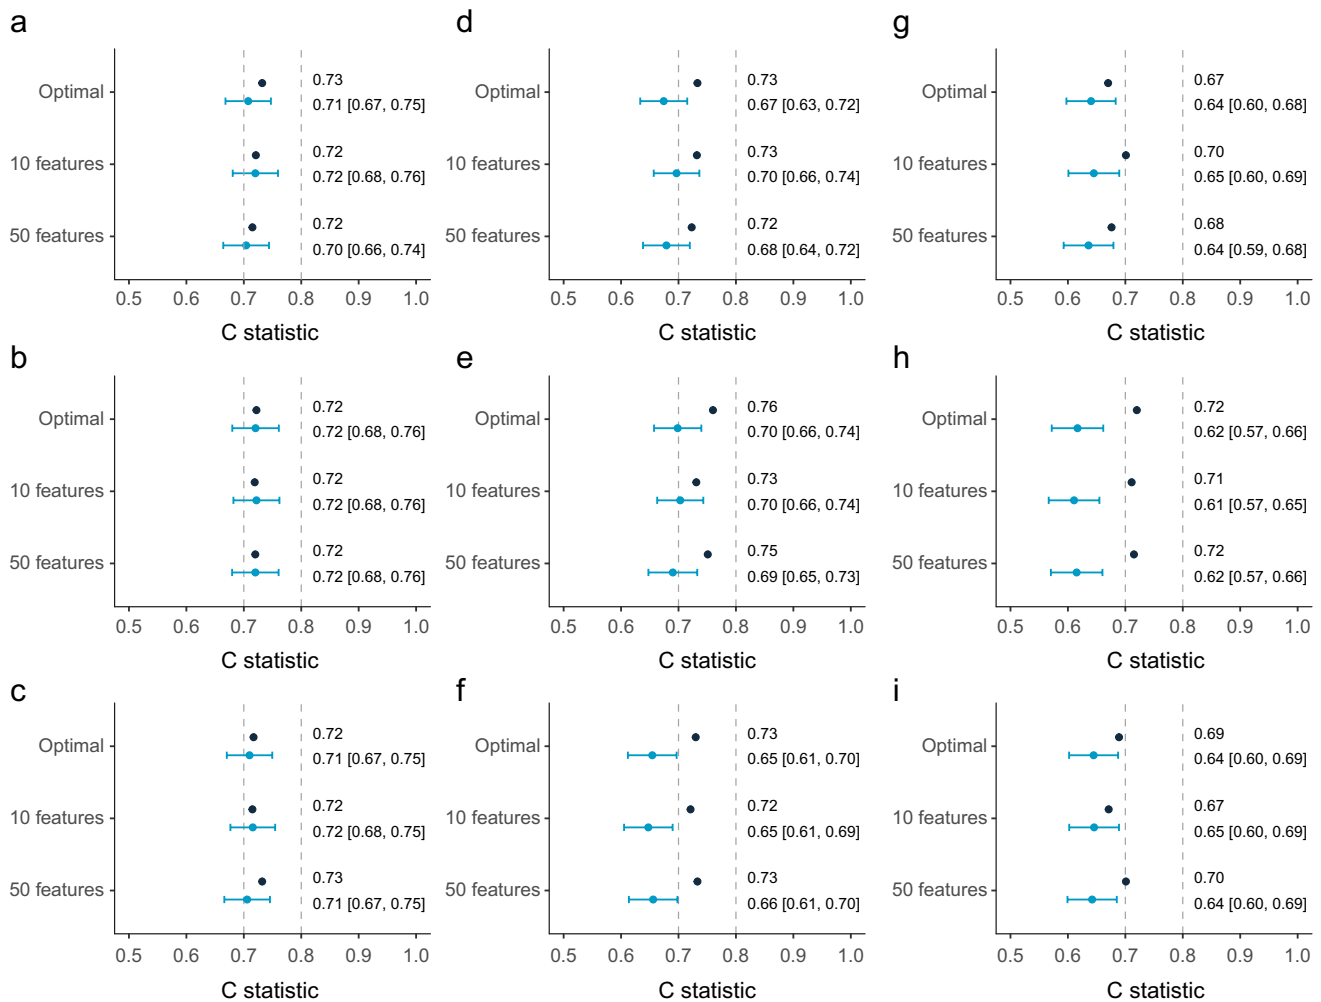 a
Optimal
0.73
0.71 [0.67, 0.75]
10 features
0.72
0.72 [0.68, 0.76]
50 features
0.72
0.70 [0.66, 0.74]
0.5 0.6 0.7 0.8 0.9 1.0
C statistic
d
Optimal
0.73
0.67 [0.63, 0.72]
10 features
0.73
0.70 [0.66, 0.74]
50 features
0.72
0.68 [0.64, 0.72]
0.5 0.6 0.7 0.8 0.9 1.0
C statistic
g
Optimal
0.67
0.64 [0.60, 0.68]
10 features
0.70
0.65 [0.60, 0.69]
50 features
0.68
0.64 [0.59, 0.68]
0.5 0.6 0.7 0.8 0.9 1.0
C statistic
b
Optimal
0.72
0.72 [0.68, 0.76]
10 features
0.72
0.72 [0.68, 0.76]
50 features
0.72
0.72 [0.68, 0.76]
0.5 0.6 0.7 0.8 0.9 1.0
C statistic
e
Optimal
0.76
0.70 [0.66, 0.74]
10 features
0.73
0.70 [0.66, 0.74]
50 features
0.75
0.69 [0.65, 0.73]
0.5 0.6 0.7 0.8 0.9 1.0
C statistic
h
Optimal
0.72
0.62 [0.57, 0.66]
10 features
0.71
0.61 [0.57, 0.65]
50 features
0.72
0.62 [0.57, 0.66]
0.5 0.6 0.7 0.8 0.9 1.0
C statistic
c
Optimal
0.72
0.71 [0.67, 0.75]
10 features
0.72
0.72 [0.68, 0.75]
50 features
0.73
0.71 [0.67, 0.75]
0.5 0.6 0.7 0.8 0.9 1.0
C statistic
f
Optimal
0.73
0.65 [0.61, 0.70]
10 features
0.72
0.65 [0.61, 0.69]
50 features
0.73
0.66 [0.61, 0.70]
0.5 0.6 0.7 0.8 0.9 1.0
C statistic
i
Optimal
0.69
0.64 [0.60, 0.69]
10 features
0.67
0.65 [0.60, 0.69]
50 features
0.70
0.64 [0.60, 0.69]
0.5 0.6 0.7 0.8 0.9 1.0
C statistic